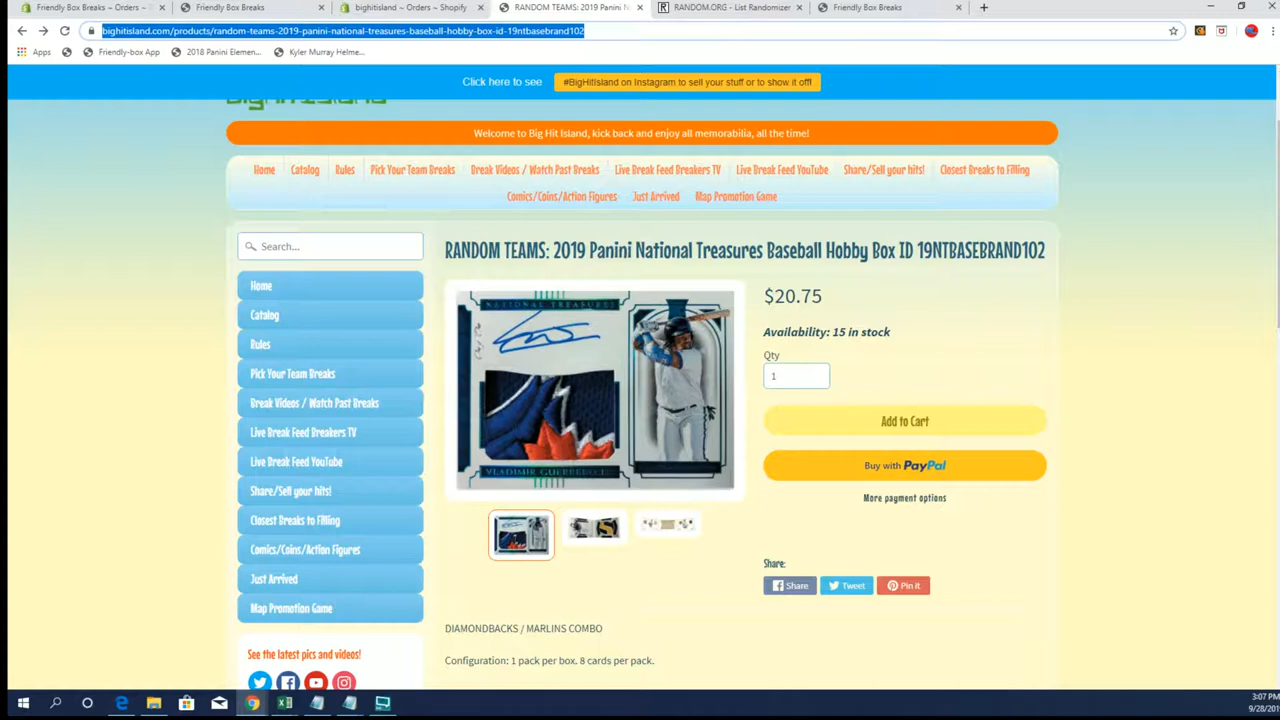 Friendly Box Breaks ~ Orders ~
Friendly Box Breaks
bighitisland ~ Orders ~ Shopify
RANDOM TEAMS: 2019 Panini N
RANDOM.ORG - List Randomizer
Friendly Box Breaks
bighitisland.com/products/random-teams-2019-panini-national-treasures-baseball-hobby-box-id-19ntbasebrand102
Apps
Friendly-box App
2018 Panini Elemen...
Kyler Murray Helme...
Click here to see
#BigHitIsland on Instagram to sell your stuff or to show it off!
Big Hit Island
Welcome to Big Hit Island, kick back and enjoy all memorabilia, all the time!
Home
Catalog
Rules
Pick Your Team Breaks
Break Videos / Watch Past Breaks
Live Break Feed Breakers TV
Live Break Feed YouTube
Share/Sell your hits!
Closest Breaks to Filling
Comics/Coins/Action Figures
Just Arrived
Map Promotion Game
Search...
Home
Catalog
Rules
Pick Your Team Breaks
Break Videos / Watch Past Breaks
Live Break Feed Breakers TV
Live Break Feed YouTube
Share/Sell your hits!
Closest Breaks to Filling
Comics/Coins/Action Figures
Just Arrived
Map Promotion Game
See the latest pics and videos!
RANDOM TEAMS: 2019 Panini National Treasures Baseball Hobby Box ID 19NTBASEBRAND102
NATIONAL TREASURES
VLADIMIR GUERRERO JR.
$20.75
Availability: 15 in stock
Qty
1
Add to Cart
Buy with PayPal
More payment options
Share:
Share
Tweet
Pin it
DIAMONDBACKS / MARLINS COMBO
Configuration: 1 pack per box. 8 cards per pack.
3:07 PM
9/28/201